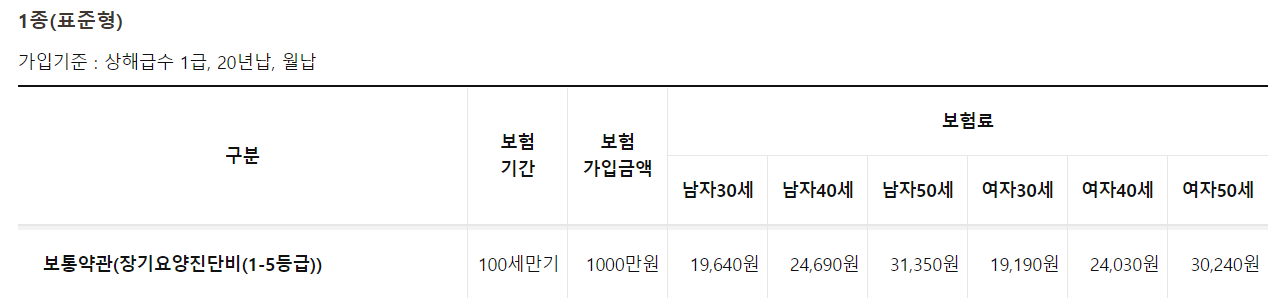 1종(표준형)
가입기준 : 상해급수 1급, 20년납, 월납
구분
보험
기간
보험
가입금액
보험료
남자30세 남자40세 남자50세 여자30세 여자40세 여자50세
보통약관(장기요양진단비(1-5등급)) 100세만기 1000만원 19,640원 24,690원 31,350원 19,190원 24,030원 30,240원